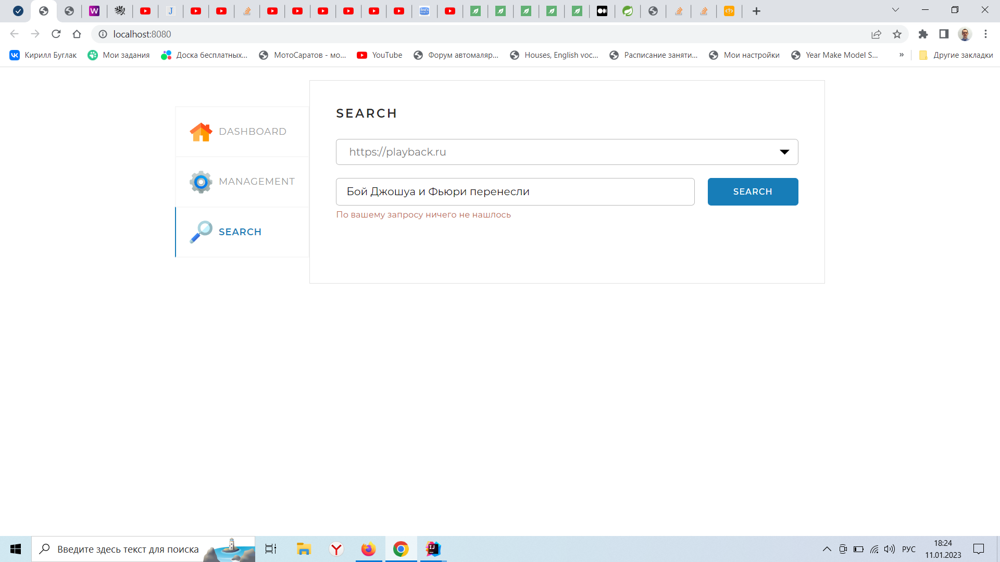 localhost:8080
Кирилл Буглак
Мои задания
Доска бесплатных...
МотоСаратов - мо...
YouTube
Форум автомаляр...
Houses, English voc...
Расписание заняти...
Мои настройки
Year Make Model S...
»
Другие закладки
DASHBOARD
MANAGEMENT
SEARCH
SEARCH
https://playback.ru
Бой Джошуа и Фьюри перенесли
SEARCH
По вашему запросу ничего не нашлось
Введите здесь текст для поиска
РУС
18:24
11.01.2023